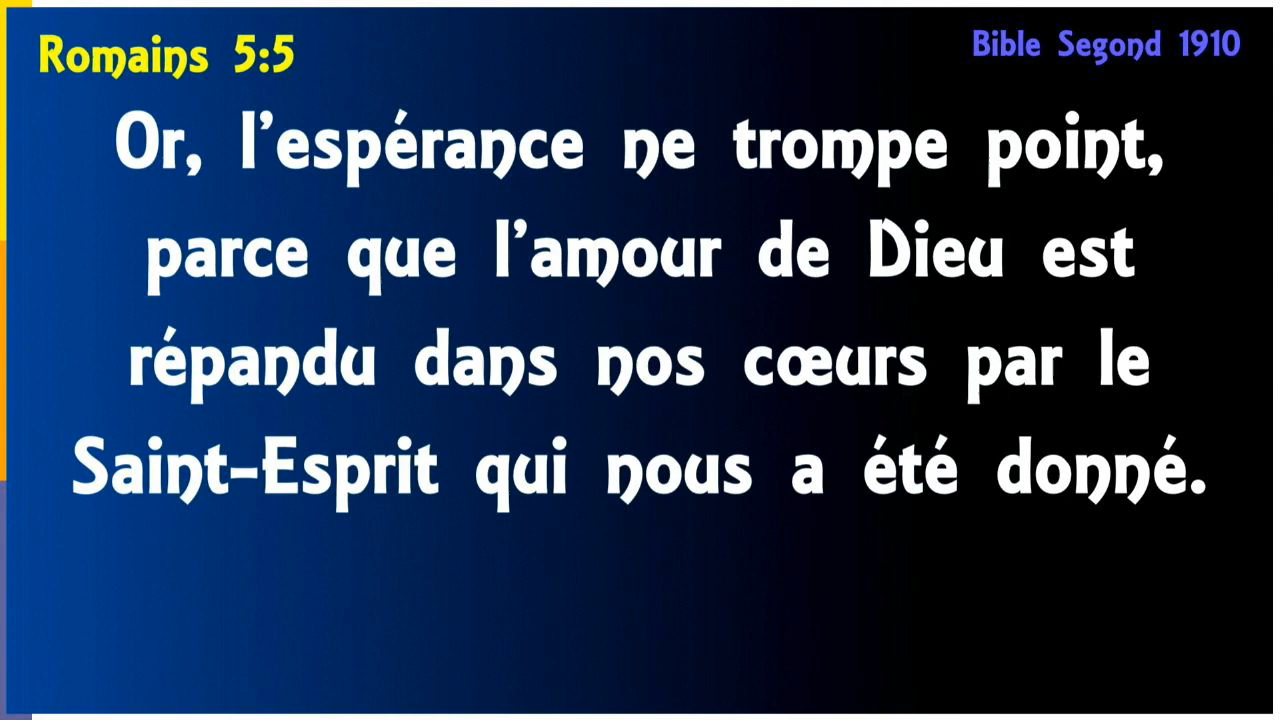 Romains 5:5
Bible Segond 1910
Or, l’espérance ne trompe point,
parce que l’amour de Dieu est
répandu dans nos cœurs par le
Saint-Esprit qui nous a été donné.